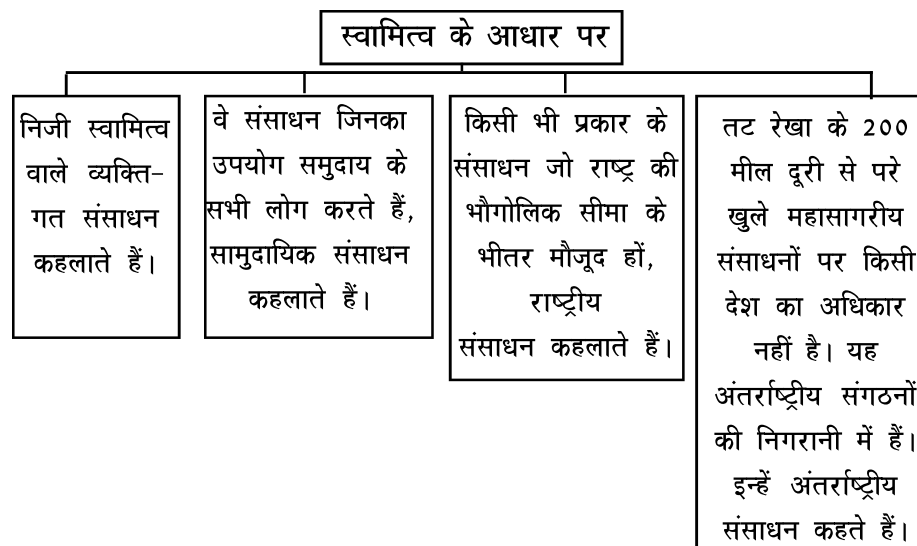 स्वामित्व के आधार पर
निजी स्वामित्व
वाले व्यक्ति-
गत संसाधन
कहलाते हैं।
वे संसाधन जिनका
उपयोग समुदाय के
सभी लोग करते हैं,
सामुदायिक संसाधन
कहलाते हैं।
किसी भी प्रकार के
संसाधन जो राष्ट्र की
भौगोलिक सीमा के
भीतर मौजूद हों,
राष्ट्रीय
संसाधन कहलाते हैं।
तट रेखा के 200
मील दूरी से परे
खुले महासागरीय
संसाधनों पर किसी
देश का अधिकार
नहीं है। यह
अंतर्राष्ट्रीय संगठनों
की निगरानी में हैं।
इन्हें अंतर्राष्ट्रीय
संसाधन कहते हैं।